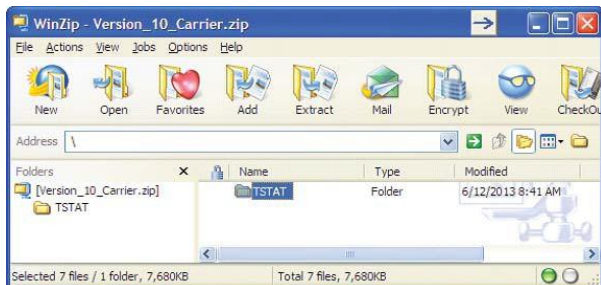 WinZip - Version_10_Carrier.zip
File Actions View Jobs Options Help
New Open Favorites Add Extract Mail Encrypt View CheckOu
Address \
Folders x Name Type Modified
[Version_10_Carrier.zip] TSTAT Folder 6/12/2013 8:41 AM
TSTAT
Selected 7 files / 1 folder, 7,680KB Total 7 files, 7,680KB